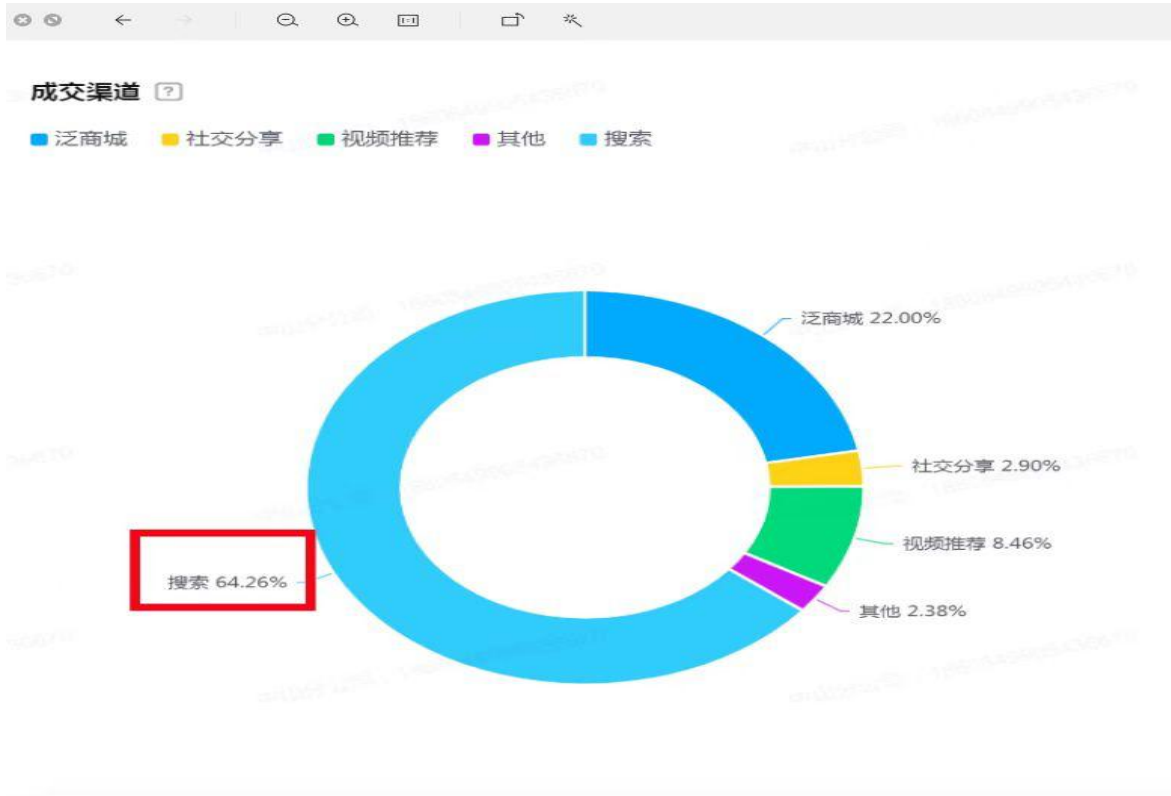 成交渠道 ?
泛商城 社交分享 视频推荐 其他 搜索
泛商城 22.00%
社交分享 2.90%
视频推荐 8.46%
搜索 64.26%
其他 2.38%